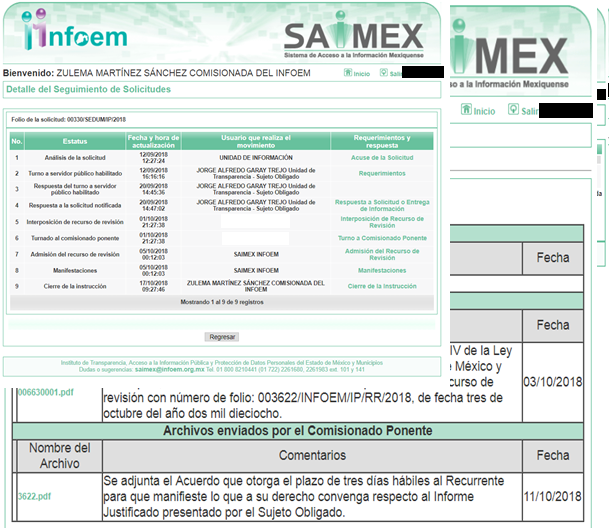 infoem
SAIMEX
Sistema de Acceso a la Información Mexiquense
Bienvenido: ZULEMA MARTÍNEZ SÁNCHEZ COMISIONADA DEL INFOEM
Inicio
Salir
Detalle del Seguimiento de Solicitudes
Folio de la solicitud: 00330/SEDUM/IP/2018
No. Estatus Fecha y hora de actualización Usuario que realiza el movimiento Requerimientos y respuesta
1 Análisis de la solicitud 12/09/2018 12:27:24 UNIDAD DE INFORMACIÓN Acuse de la Solicitud
2 Turno a servidor público habilitado 12/09/2018 16:16:16 JORGE ALFREDO GARAY TREJO Unidad de Transparencia - Sujeto Obligado Requerimientos
3 Respuesta del turno a servidor público habilitado 20/09/2018 14:45:36 JORGE ALFREDO GARAY TREJO Unidad de Transparencia - Sujeto Obligado
4 Respuesta a la solicitud notificada 20/09/2018 14:47:02 JORGE ALFREDO GARAY TREJO Unidad de Transparencia - Sujeto Obligado Respuesta a Solicitud o Entrega de Información
5 Interposición de recurso de revisión 01/10/2018 21:27:38 Interposición de Recurso de Revisión
6 Turnado al comisionado ponente 01/10/2018 21:27:38 Turno a Comisionado Ponente
7 Admisión del recurso de revisión 05/10/2018 00:12:03 SAIMEX INFOEM Admisión del Recurso de Revisión
8 Manifestaciones 05/10/2018 00:12:03 SAIMEX INFOEM Manifestaciones
9 Cierre de la instrucción 17/10/2018 09:27:46 ZULEMA MARTÍNEZ SÁNCHEZ COMISIONADA DEL INFOEM Cierre de la Instrucción
Mostrando 1 al 9 de 9 registros
Regresar
Instituto de Transparencia, Acceso a la Información Pública y Protección de Datos Personales del Estado de México y Municipios
Dudas o sugerencias: saimex@infoem.org.mx Tel. 01 800 8210441 (01 722) 2261980, 2261983 ext. 101 y 141
IMEX
so a la Información Mexiquense
Inicio
Salir
Fecha
Fecha
IV de la Ley
México y
curso de
006630001.pdf
revisión con número de folio: 003622/INFOEM/IP/RR/2018, de fecha tres de
octubre del año dos mil dieciocho.
03/10/2018
Archivos enviados por el Comisionado Ponente
Nombre del Archivo Comentarios Fecha
3622.pdf
Se adjunta el Acuerdo que otorga el plazo de tres días hábiles al Recurrente
para que manifieste lo que a su derecho convenga respecto al Informe
Justificado presentado por el Sujeto Obligado.
11/10/2018